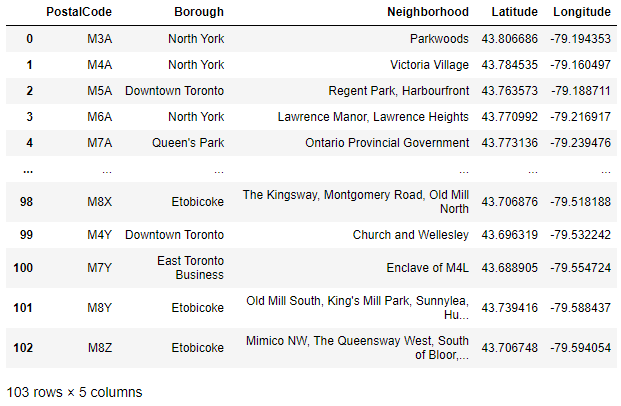 PostalCode Borough Neighborhood Latitude Longitude
0 M3A North York Parkwoods 43.806686 -79.194353
1 M4A North York Victoria Village 43.784535 -79.160497
2 M5A Downtown Toronto Regent Park, Harbourfront 43.763573 -79.188711
3 M6A North York Lawrence Manor, Lawrence Heights 43.770992 -79.216917
4 M7A Queen's Park Ontario Provincial Government 43.773136 -79.239476
... ... ... ... ... ...
98 M8X Etobicoke The Kingsway, Montgomery Road, Old Mill North 43.706876 -79.518188
99 M4Y Downtown Toronto Church and Wellesley 43.696319 -79.532242
100 M7Y East Toronto Business Enclave of M4L 43.688905 -79.554724
101 M8Y Etobicoke Old Mill South, King's Mill Park, Sunnylea, Hu... 43.739416 -79.588437
102 M8Z Etobicoke Mimico NW, The Queensway West, South of Bloor,... 43.706748 -79.594054
103 rows × 5 columns